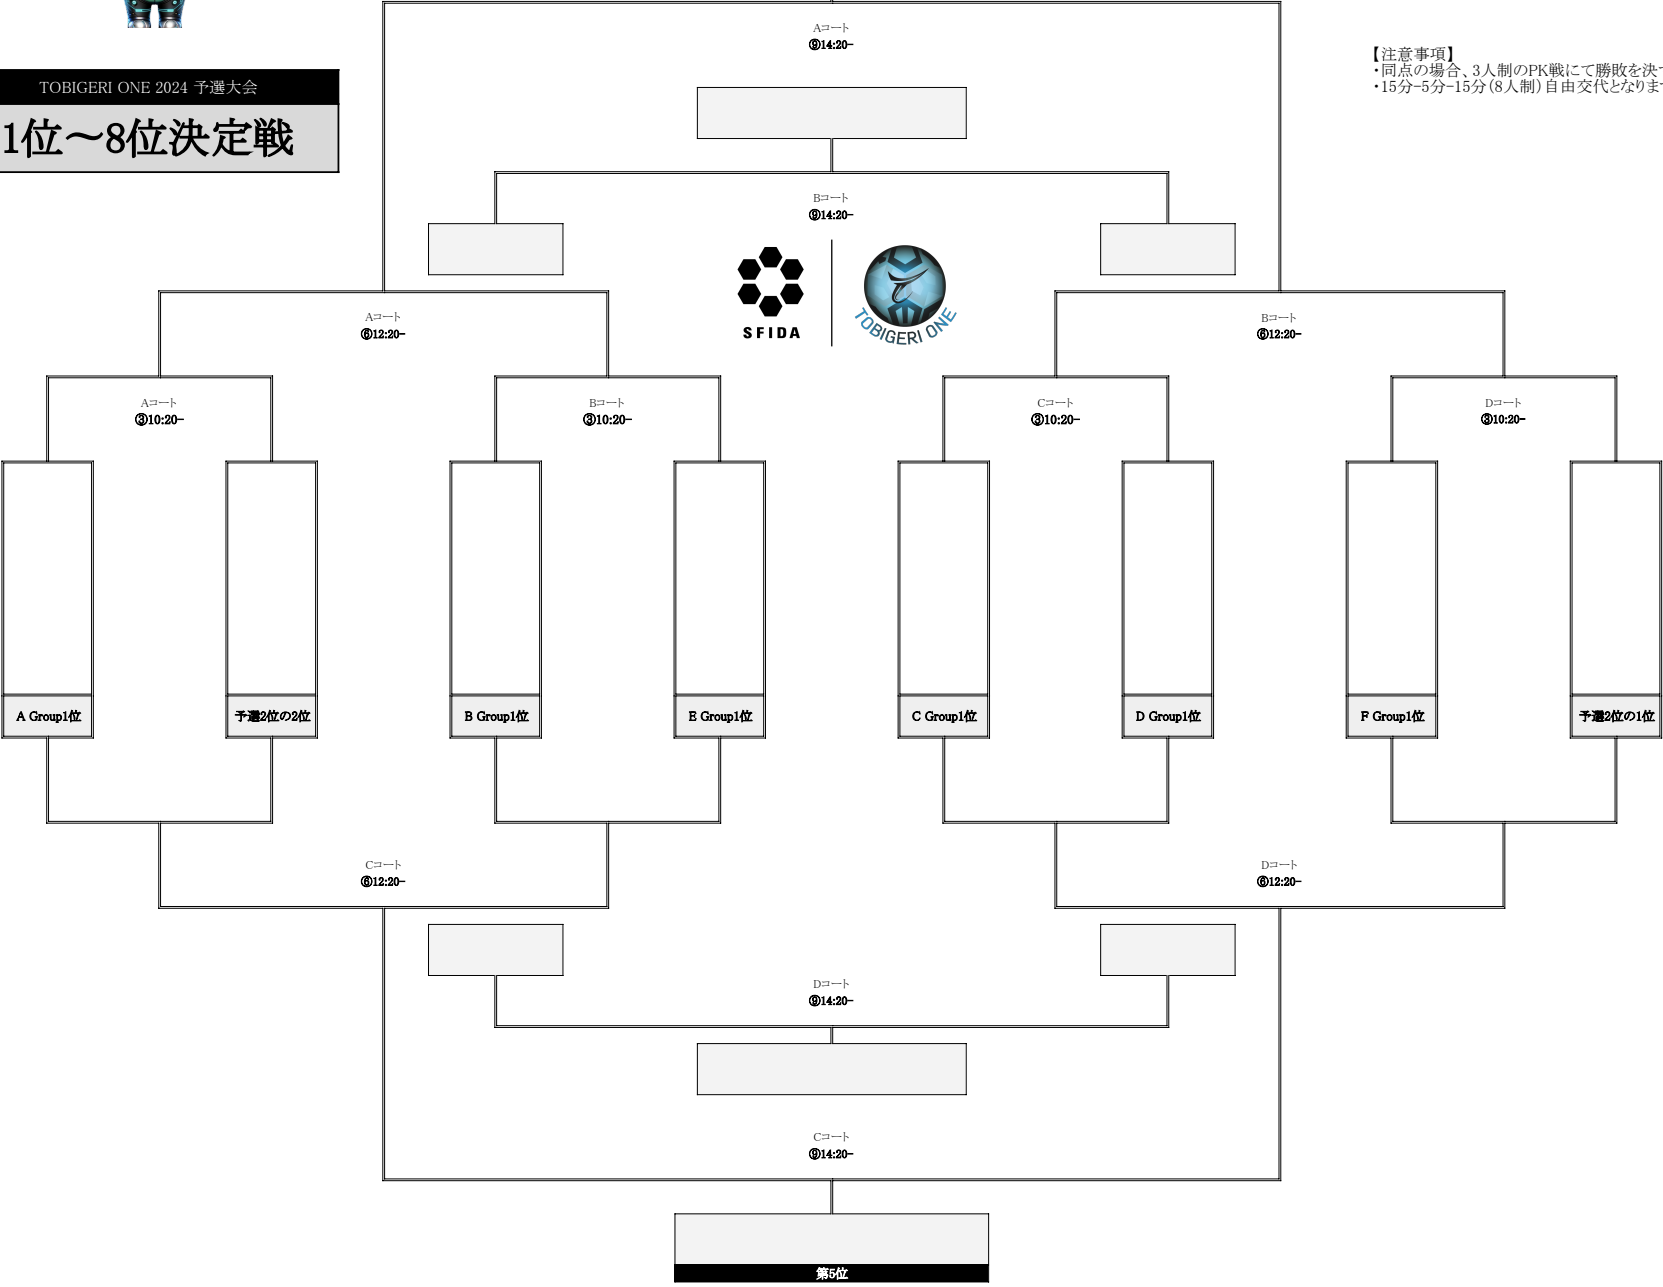 Aコート
⑨14:20-
【注意事項】
・同点の場合、3人制のPK戦にて勝敗を決
・15分-5分-15分(8人制)自由交代となりま
TOBIGERI ONE 2024 予選大会
1位～8位決定戦
Bコート
⑨14:20-
SFIDA
TOBIGERI ONE
Aコート
⑥12:20-
Bコート
⑥12:20-
Aコート
③10:20-
Bコート
③10:20-
Cコート
③10:20-
Dコート
③10:20-
A Group1位
予選2位の2位
B Group1位
E Group1位
C Group1位
D Group1位
F Group1位
予選2位の1位
Cコート
⑥12:20-
Dコート
⑥12:20-
Dコート
⑨14:20-
Cコート
⑨14:20-
第5位